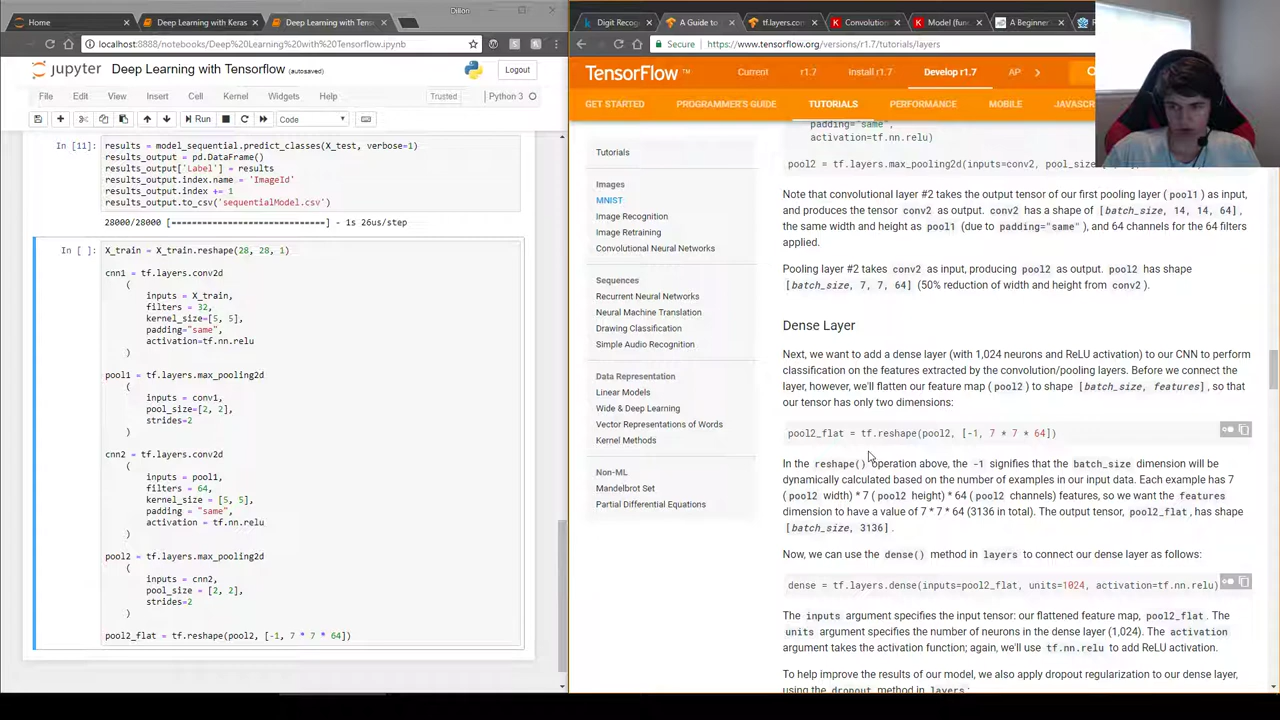 Home
Deep Learning with Keras
Deep Learning with Ten
Dillon
localhost:8888/notebooks/Deep%20Learning%20with%20Tensorflow.ipynb
jupyter Deep Learning with Tensorflow (autosaved)
Logout
File Edit View Insert Cell Kernel Widgets Help
Trusted
Python 3
Run
Code
In [11]: results = model_sequential.predict_classes(X_test, verbose=1)
results_output = pd.DataFrame()
results_output['Label'] = results
results_output.index.name = 'ImageId'
results_output.index += 1
results_output.to_csv('sequentialModel.csv')
28000/28000 [==============================] - 1s 26us/step
In [ ]: X_train = X_train.reshape(28, 28, 1)
cnn1 = tf.layers.conv2d
(
inputs = X_train,
filters = 32,
kernel_size=[5, 5],
padding="same",
activation=tf.nn.relu
)
pool1 = tf.layers.max_pooling2d
(
inputs = conv1,
pool_size=[2, 2],
strides=2
)
cnn2 = tf.layers.conv2d
(
inputs = pool1,
filters = 64,
kernel_size = [5, 5],
padding = "same",
activation = tf.nn.relu
)
pool2 = tf.layers.max_pooling2d
(
inputs = cnn2,
pool_size = [2, 2],
strides=2
)
pool2_flat = tf.reshape(pool2, [-1, 7 * 7 * 64])
Digit Recog
A Guide to
tf.layers.con
Convolution
Model (func
A Beginner'
Secure
https://www.tensorflow.org/versions/r1.7/tutorials/layers
TensorFlow™
Current r1.7 Install r1.7 Develop r1.7 AP
GET STARTED PROGRAMMER'S GUIDE TUTORIALS PERFORMANCE MOBILE JAVASCR
Tutorials
Images
MNIST
Image Recognition
Image Retraining
Convolutional Neural Networks
Sequences
Recurrent Neural Networks
Neural Machine Translation
Drawing Classification
Simple Audio Recognition
Data Representation
Linear Models
Wide & Deep Learning
Vector Representations of Words
Kernel Methods
Non-ML
Mandelbrot Set
Partial Differential Equations
padding="same",
activation=tf.nn.relu)
pool2 = tf.layers.max_pooling2d(inputs=conv2, pool_size=[
Note that convolutional layer #2 takes the output tensor of our first pooling layer (pool1) as input,
and produces the tensor conv2 as output. conv2 has a shape of [batch_size, 14, 14, 64],
the same width and height as pool1 (due to padding="same"), and 64 channels for the 64 filters
applied.
Pooling layer #2 takes conv2 as input, producing pool2 as output. pool2 has shape
[batch_size, 7, 7, 64] (50% reduction of width and height from conv2).
Dense Layer
Next, we want to add a dense layer (with 1,024 neurons and ReLU activation) to our CNN to perform
classification on the features extracted by the convolution/pooling layers. Before we connect the
layer, however, we'll flatten our feature map (pool2) to shape [batch_size, features], so that
our tensor has only two dimensions:
pool2_flat = tf.reshape(pool2, [-1, 7 * 7 * 64])
In the reshape() operation above, the -1 signifies that the batch_size dimension will be
dynamically calculated based on the number of examples in our input data. Each example has 7
(pool2 width) * 7 (pool2 height) * 64 (pool2 channels) features, so we want the features
dimension to have a value of 7 * 7 * 64 (3136 in total). The output tensor, pool2_flat, has shape
[batch_size, 3136].
Now, we can use the dense() method in layers to connect our dense layer as follows:
dense = tf.layers.dense(inputs=pool2_flat, units=1024, activation=tf.nn.relu)
The inputs argument specifies the input tensor: our flattened feature map, pool2_flat. The
units argument specifies the number of neurons in the dense layer (1,024). The activation
argument takes the activation function; again, we'll use tf.nn.relu to add ReLU activation.
To help improve the results of our model, we also apply dropout regularization to our dense layer,
using the dropout method in layers: